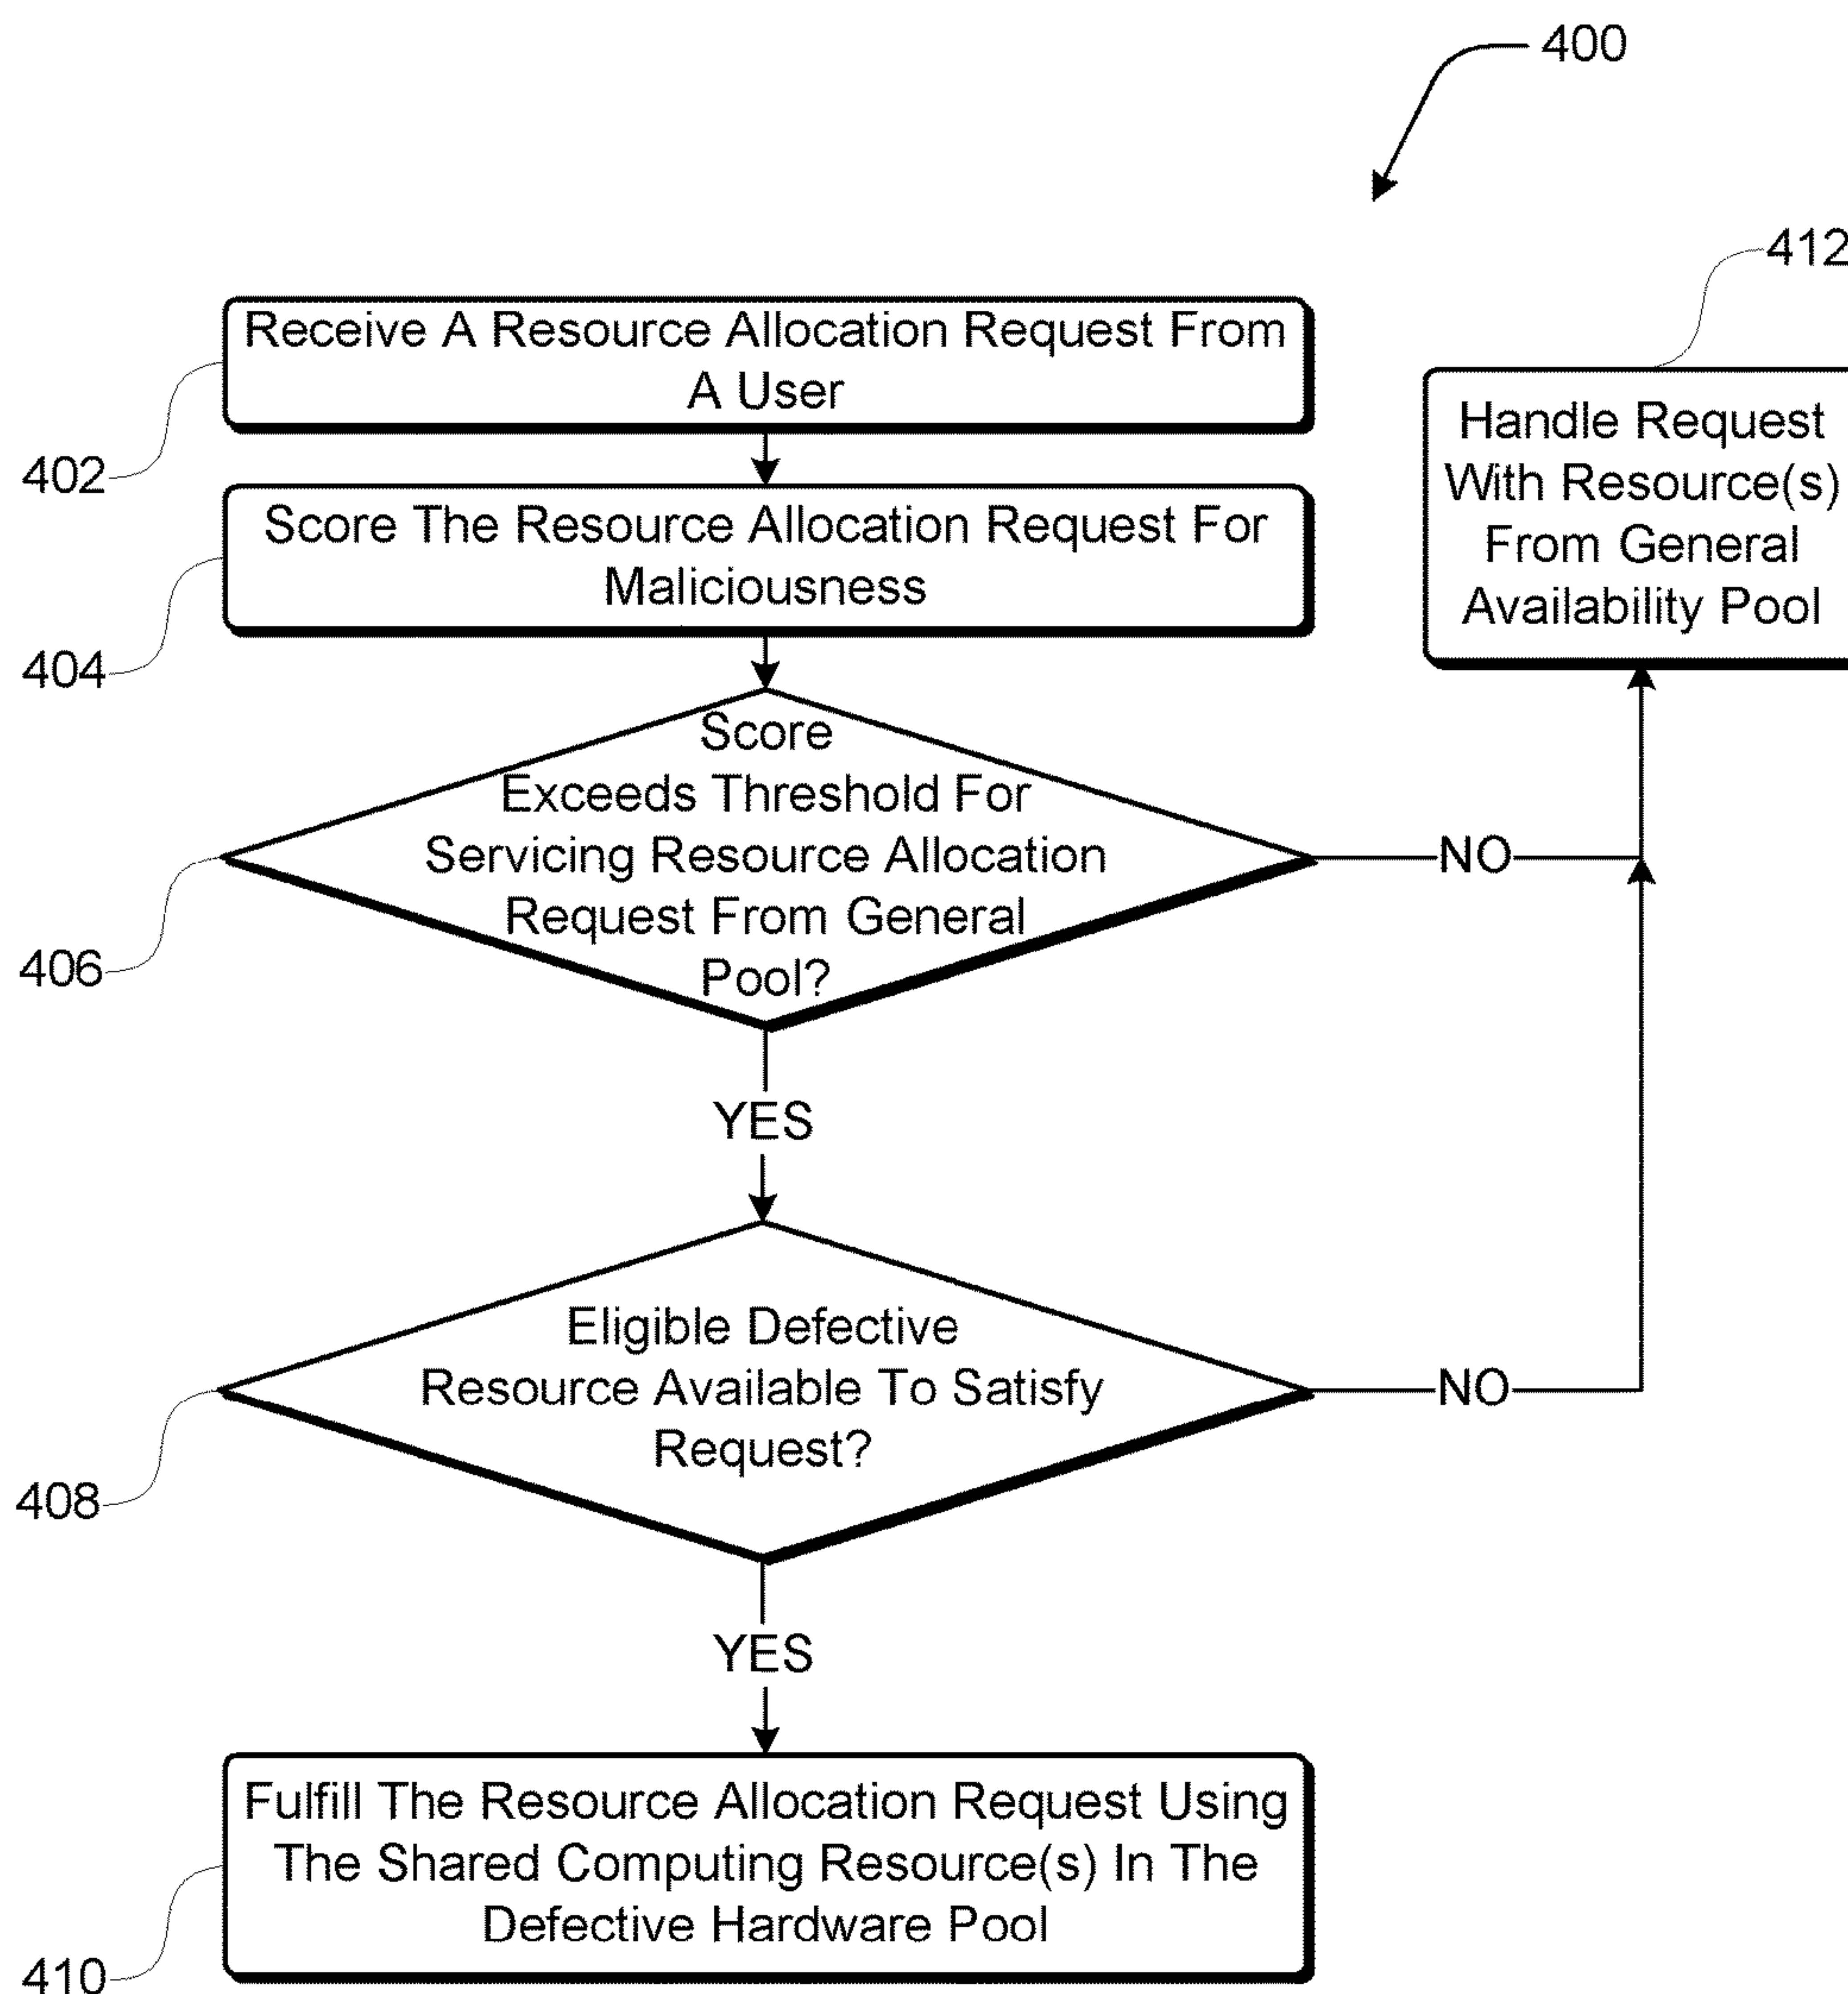 400
412
Receive A Resource Allocation Request From
A User
402
Score The Resource Allocation Request For
Maliciousness
404
Handle Request
With Resource(s)
From General
Availability Pool
Score
Exceeds Threshold For
Servicing Resource Allocation
Request From General
Pool?
406
NO
YES
Eligible Defective
Resource Available To Satisfy
Request?
408
NO
YES
Fulfill The Resource Allocation Request Using
The Shared Computing Resource(s) In The
Defective Hardware Pool
410